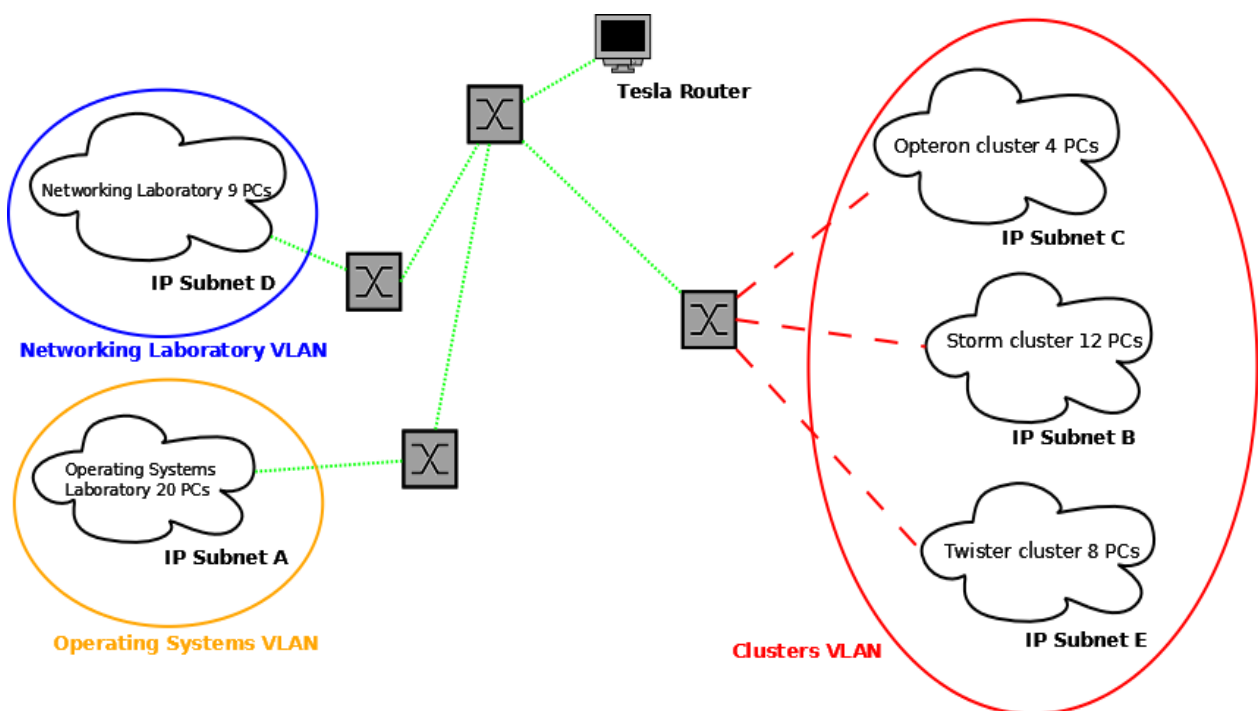 Tesla Router
Opteron cluster 4 PCs
Networking Laboratory 9 PCs
IP Subnet C
IP Subnet D
Storm cluster 12 PCs
Networking Laboratory VLAN
IP Subnet B
Operating Systems
Laboratory 20 PCs
IP Subnet A
Twister cluster 8 PCs
Operating Systems VLAN
IP Subnet E
Clusters VLAN